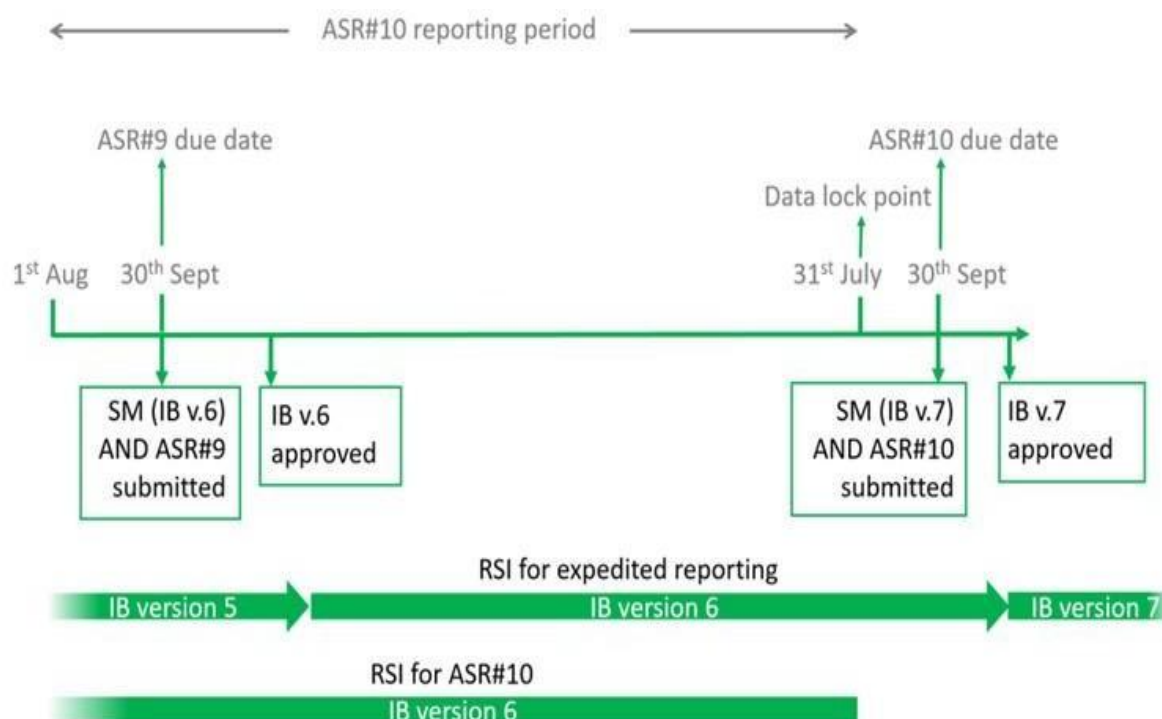 ASR#10 reporting period
ASR#9 due date
ASR#10 due date
Data lock point
1st Aug
30th Sept
31st July
30th Sept
SM (IB v.6)
AND ASR#9
submitted
IB v.6
approved
SM (IB v.7)
AND ASR#10
submitted
IB v.7
approved
RSI for expedited reporting
IB version 5
IB version 6
IB version 7
RSI for ASR#10
IB version 6